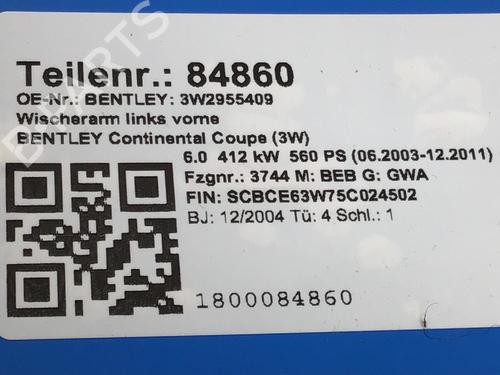 Teilenr.: 84860
OE-Nr.: BENTLEY: 3W2955409
Wischerarm links vorne
BENTLEY Continental Coupe (3W)
6.0 412 kW 560 PS (06.2003-12.2011)
Fzgnr.: 3744 M: BEB G: GWA
FIN: SCBCE63W75C024502
BJ: 12/2004 Tü: 4 Schl.: 1
1800084860